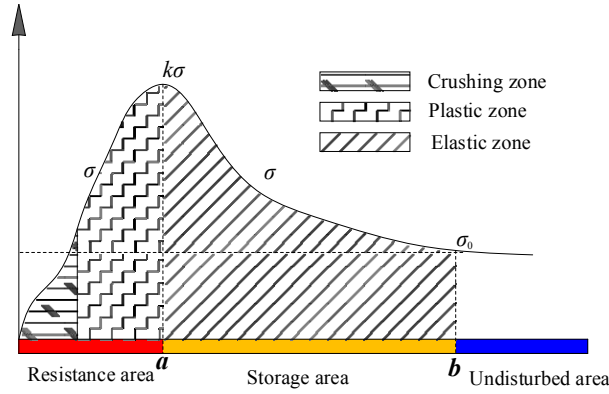 kσ
Crushing zone
Plastic zone
Elastic zone
σ
σ
σ0
Resistance area
a
Storage area
b
Undisturbed area